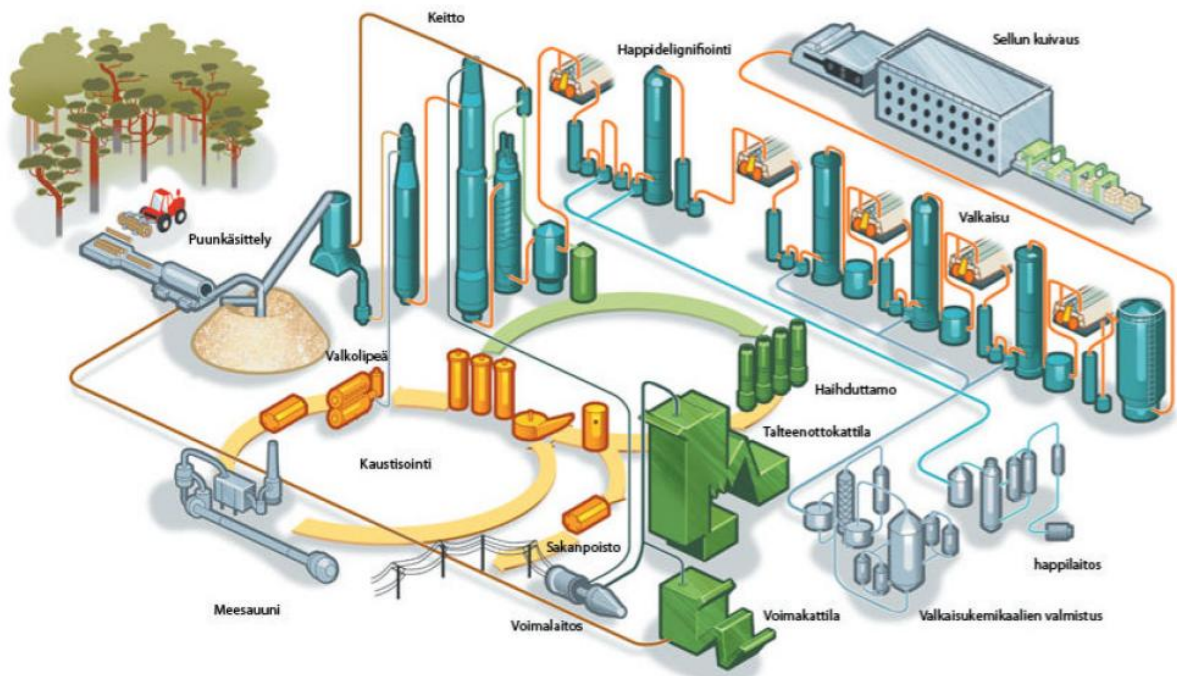 Keitto
Happidelignifiointi
Sellun kuivaus
Puunkäsittely
Valkaisu
Valkolipeä
Haihduttamo
Talteenottokattila
Kaustisointi
Sakanpoisto
happilaitos
Meesauuni
Voimalaitos
Voimakattila
Valkaisukemikaalien valmistus